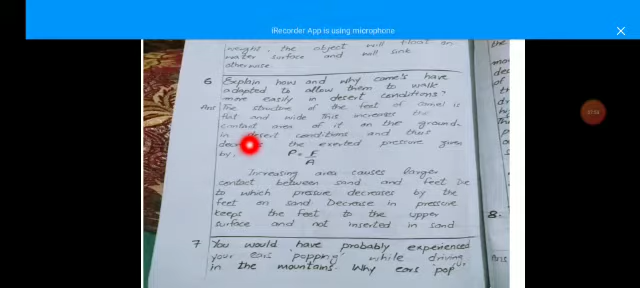 iRecorder App is using microphone
weight, the object will float on
water surface and will sink
otherwise.
6 Explain how and why camels have
adapted to allow them to walk
more easily in desert conditions?
Ans The structure of the feet of camel is
flat and wide This increases the
contact area of it on the ground.
in desert conditions and thus
the exerted pressure given
by. P = F
A
Increasing area causes larger
contact between sand and feet due
to which pressure decreases by the
feet on sand Decrease in pressure
keeps the feet to the upper
surface and not inserted in sand
8-
7 You would have probably experienced
your ears 'popping' while driving
in the mountains. Why ears 'pop'
Ans